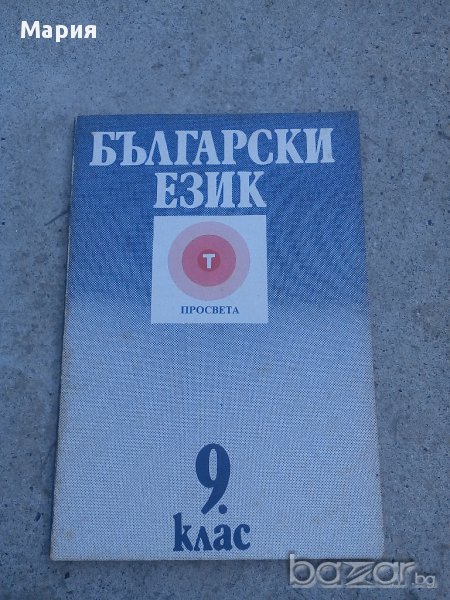 Мария
БЪЛГАРСКИ
ЕЗИК
Т
ПРОСВЕТА
9.
клас
bazar.bg